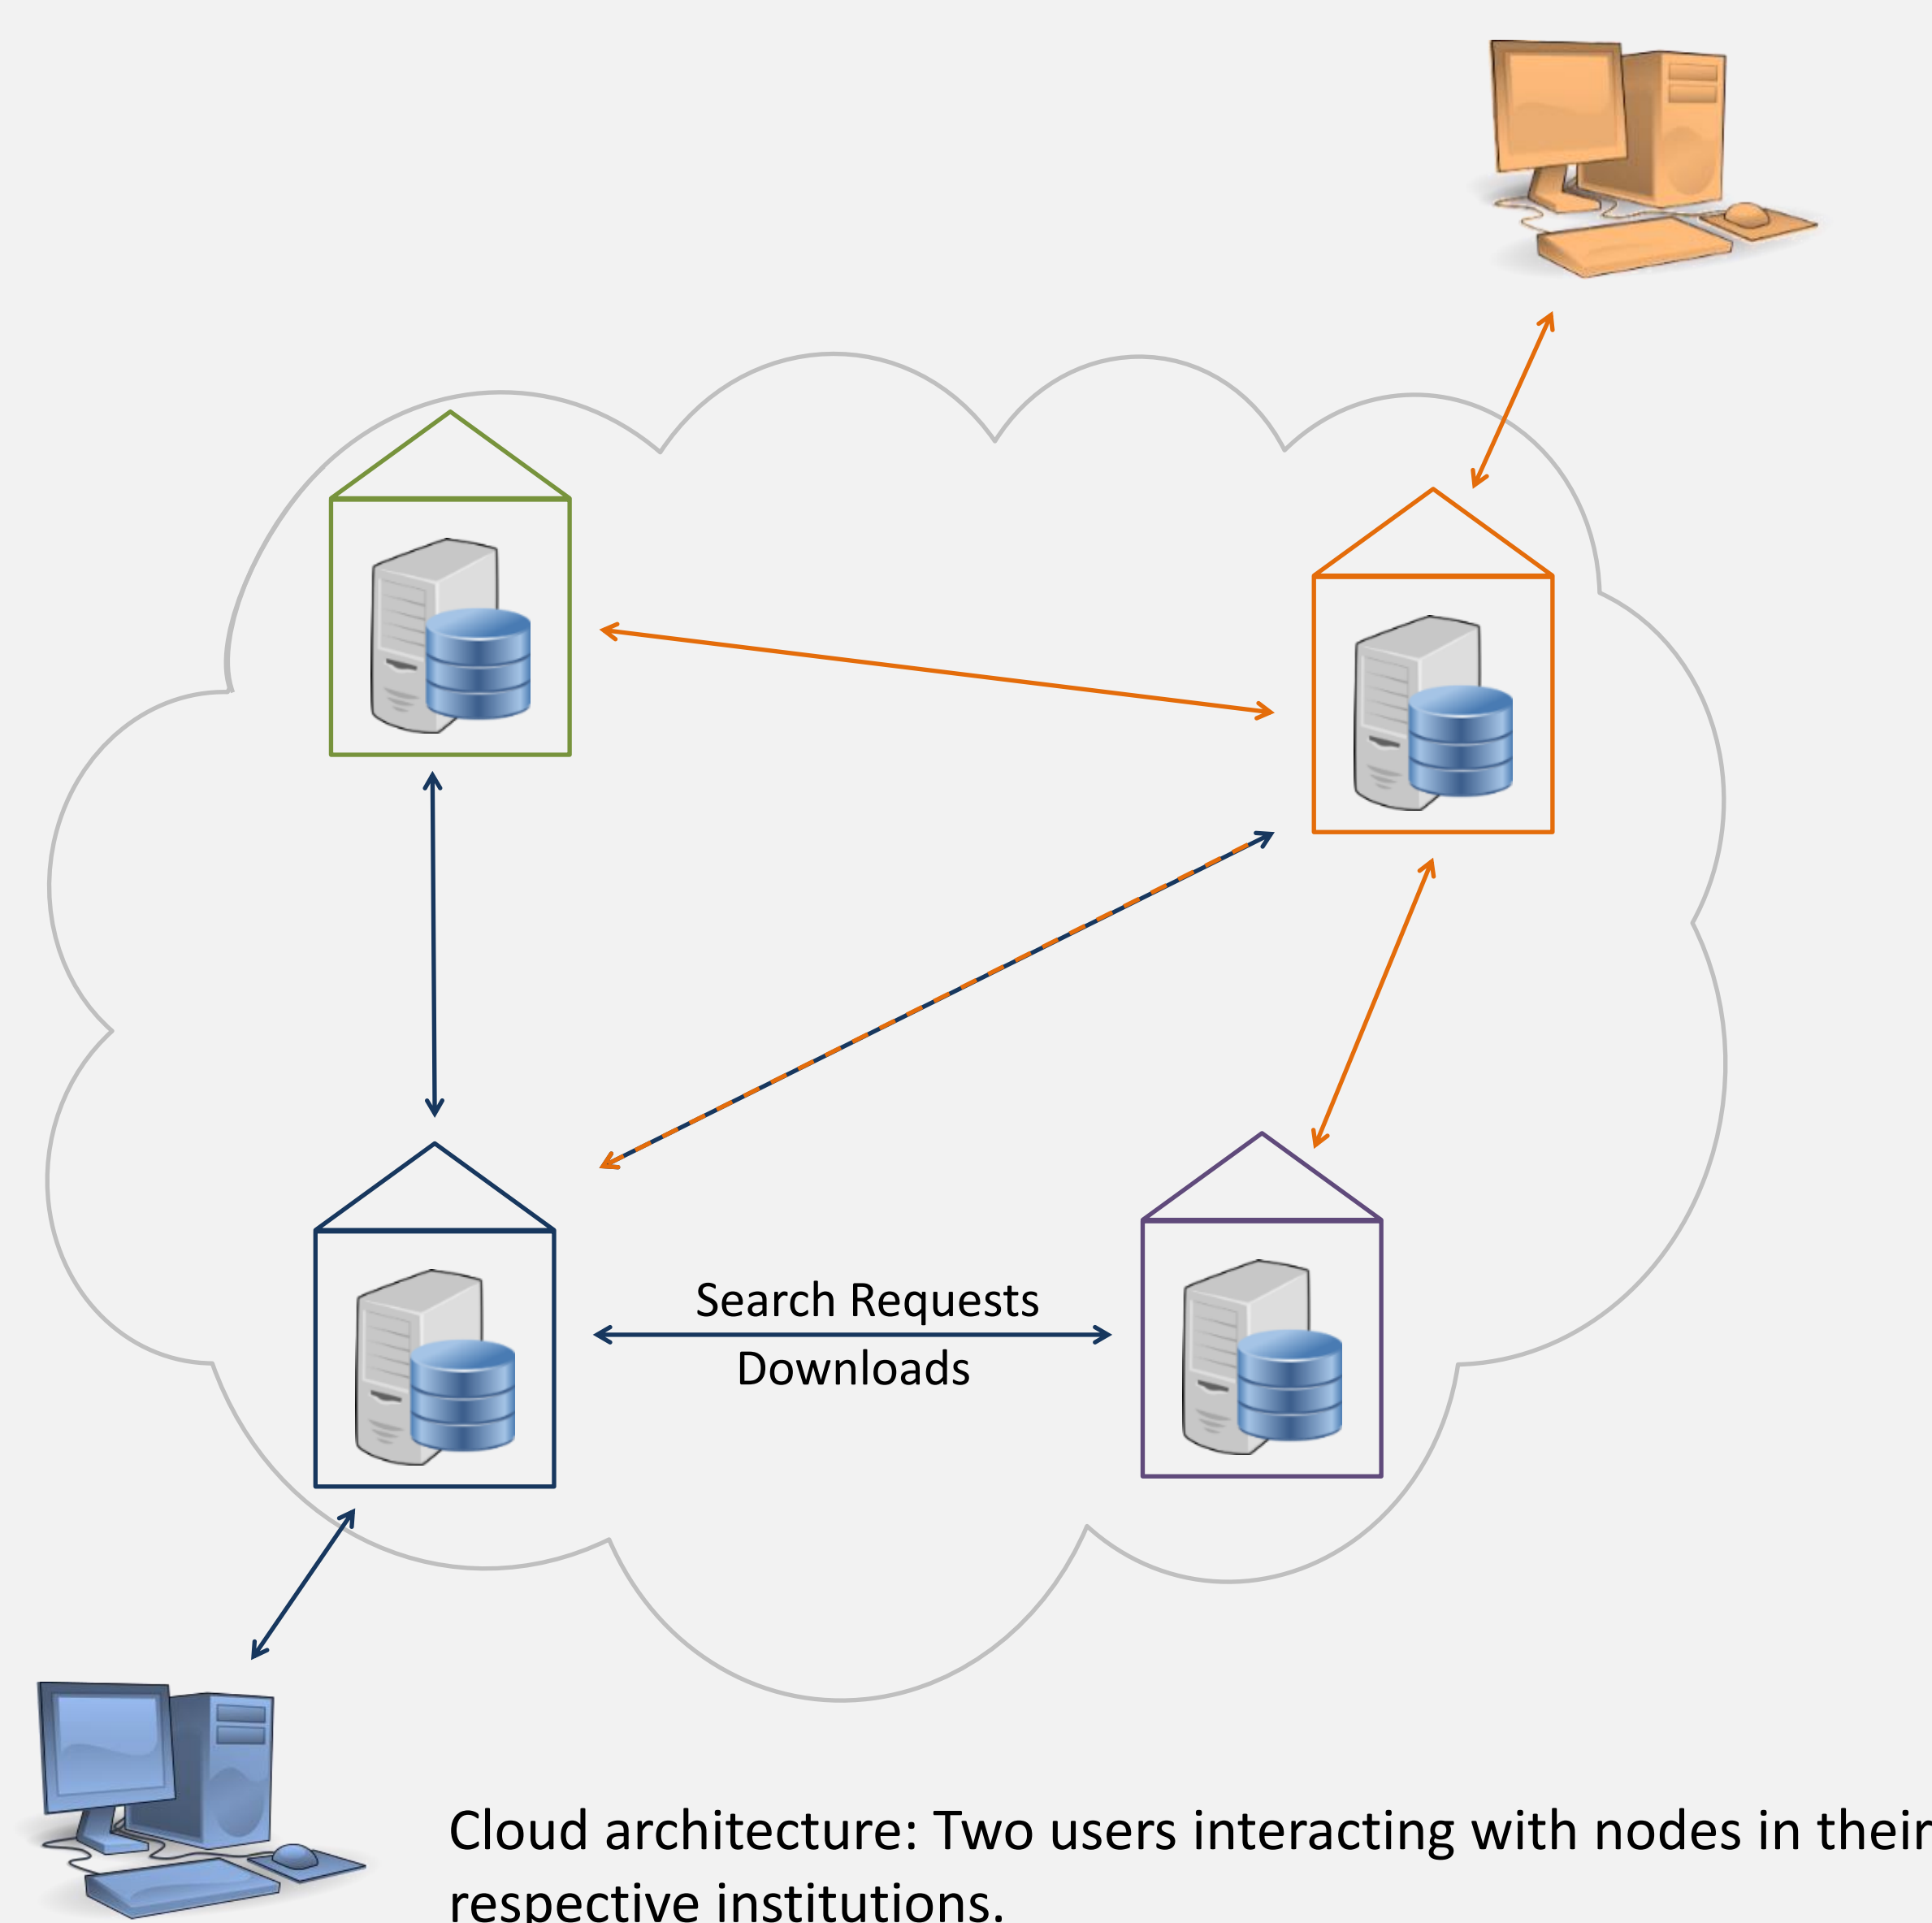 Search Requests
Downloads
Cloud architecture: Two users interacting with nodes in their
respective institutions.